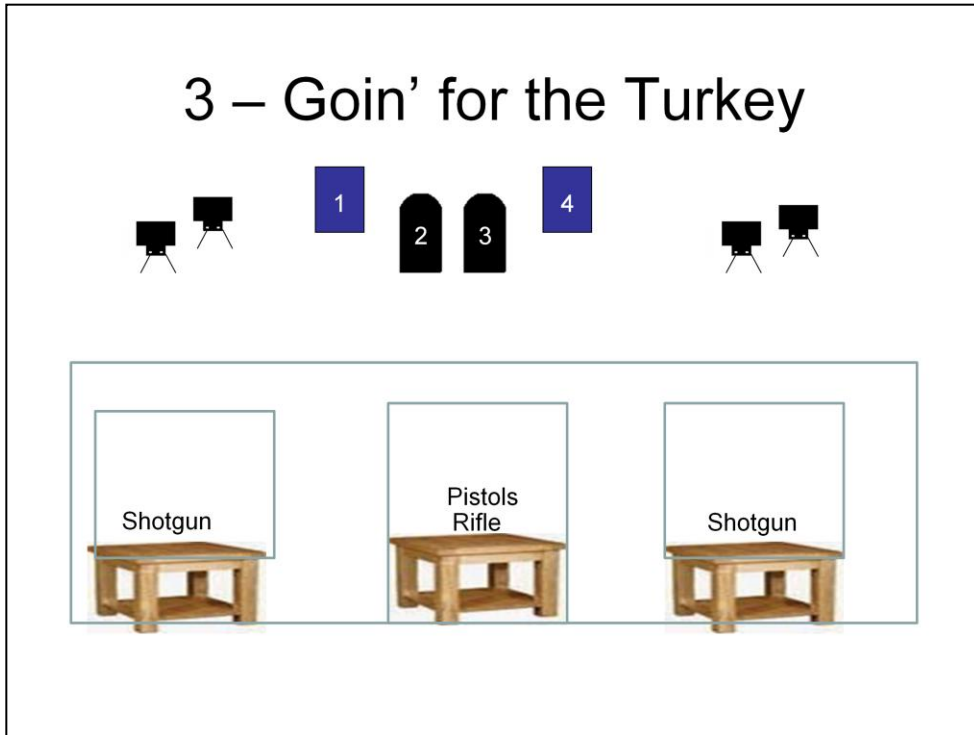 3 – Goin’ for the Turkey
1
2
3
4
Shotgun
Pistols
Rifle
Shotgun